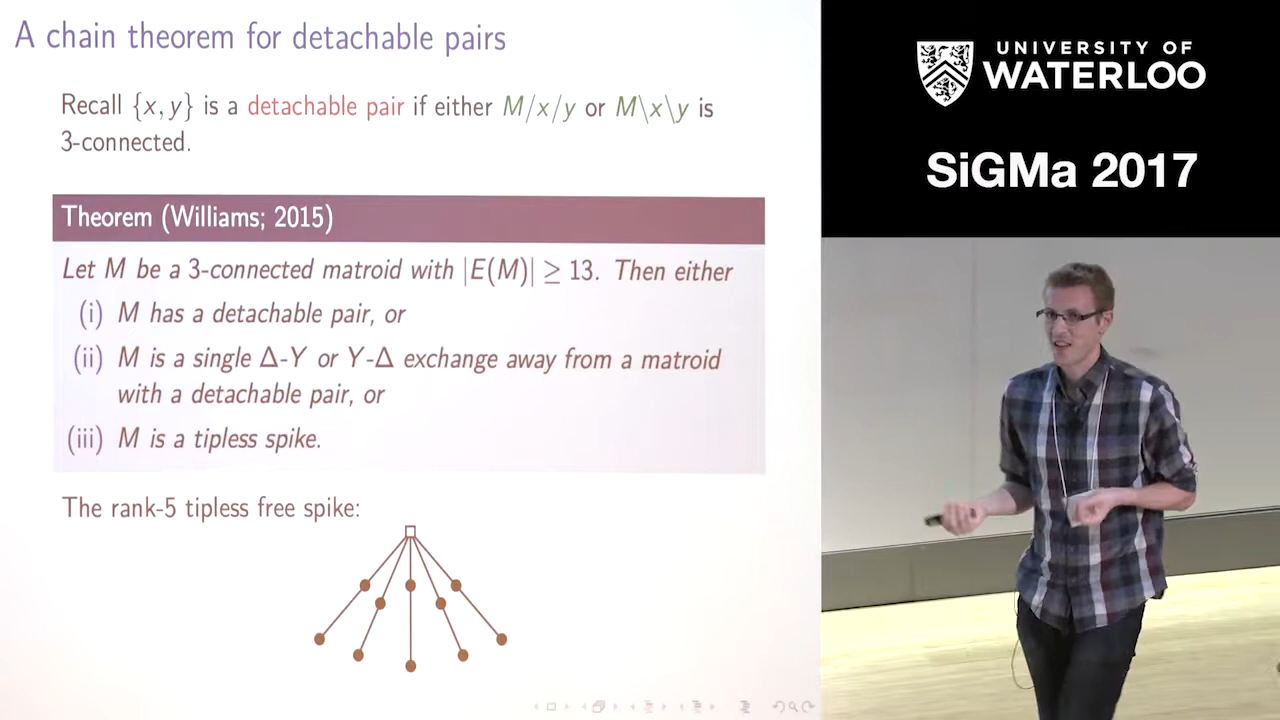 A chain theorem for detachable pairs
Recall {x, y} is a detachable pair if either M/x/y or M\x\y is
3-connected.
Theorem (Williams; 2015)
Let M be a 3-connected matroid with |E(M)| ≥ 13. Then either
(i) M has a detachable pair, or
(ii) M is a single Δ-Y or Y-Δ exchange away from a matroid
with a detachable pair, or
(iii) M is a tipless spike.
The rank-5 tipless free spike:
UNIVERSITY OF
WATERLOO
SiGMa 2017